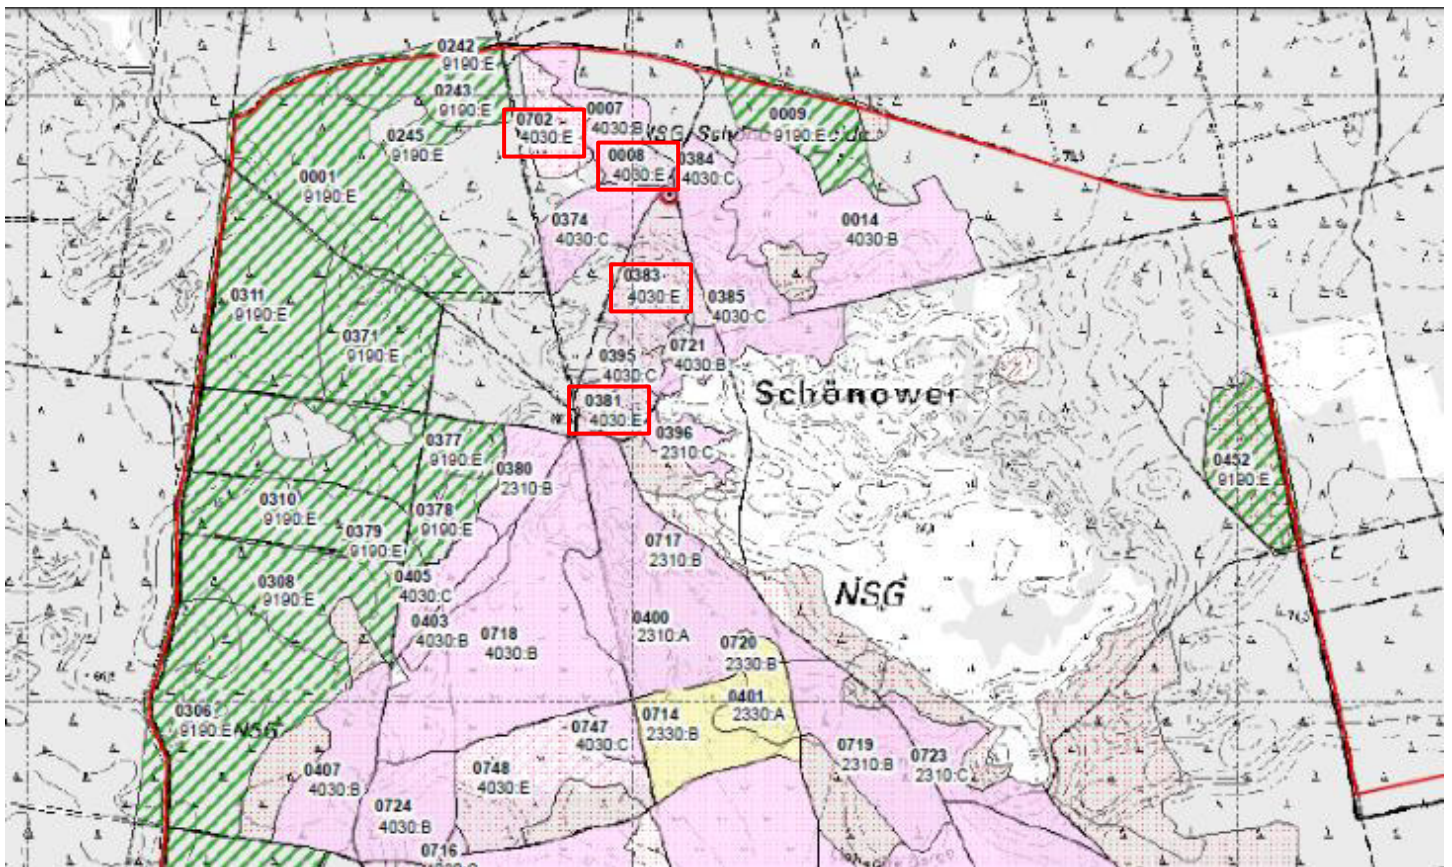 0242
9190:E
0243
9190:E
0702
4030:E
0007
4030:B
NSG
0009
9190:E
0245
9190:E
0008
4030:E
0384
4030:C
0001
9190:E
0374
4030:C
0014
4030:B
0383
4030:E
0385
4030:C
0311
9190:E
0371
9190:E
0395
4030:C
0721
4030:B
Schönower
0381
4030:E
0377
9190:E
0396
2310:C
0380
2310:B
0452
9190:E
0310
9190:E
0378
9190:E
0379
9190:E
0717
2310:B
0308
9190:E
0405
4030:C
NSG
0403
4030:B
0718
4030:B
0400
2310:A
0720
2330:B
0401
2330:A
0306
9190:E
NSG
0714
2330:B
0747
4030:C
0719
2310:B
0723
2310:C
0407
4030:B
0748
4030:E
0724
4030:B
0716